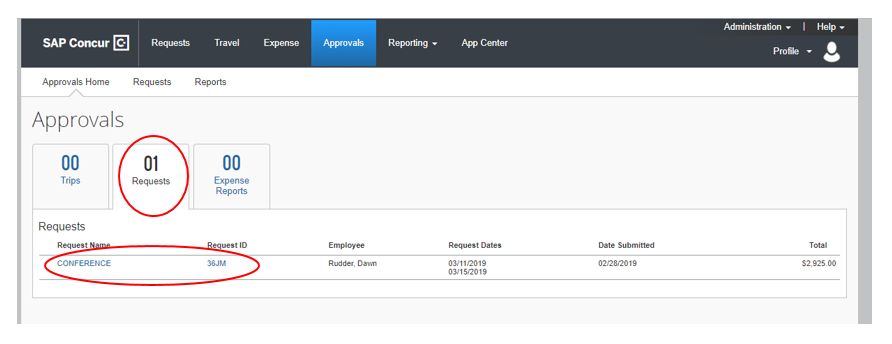 Administration | Help
SAP Concur C Requests Travel Expense Approvals Reporting App Center
Profile
Approvals Home Requests Reports
Approvals
00 01 00
Trips Requests Expense
Reports
Requests
Request Name Request ID Employee Request Dates Date Submitted Total
CONFERENCE 36JM Rudder, Dawn 03/11/2019 02/28/2019 $2,925.00
03/15/2019